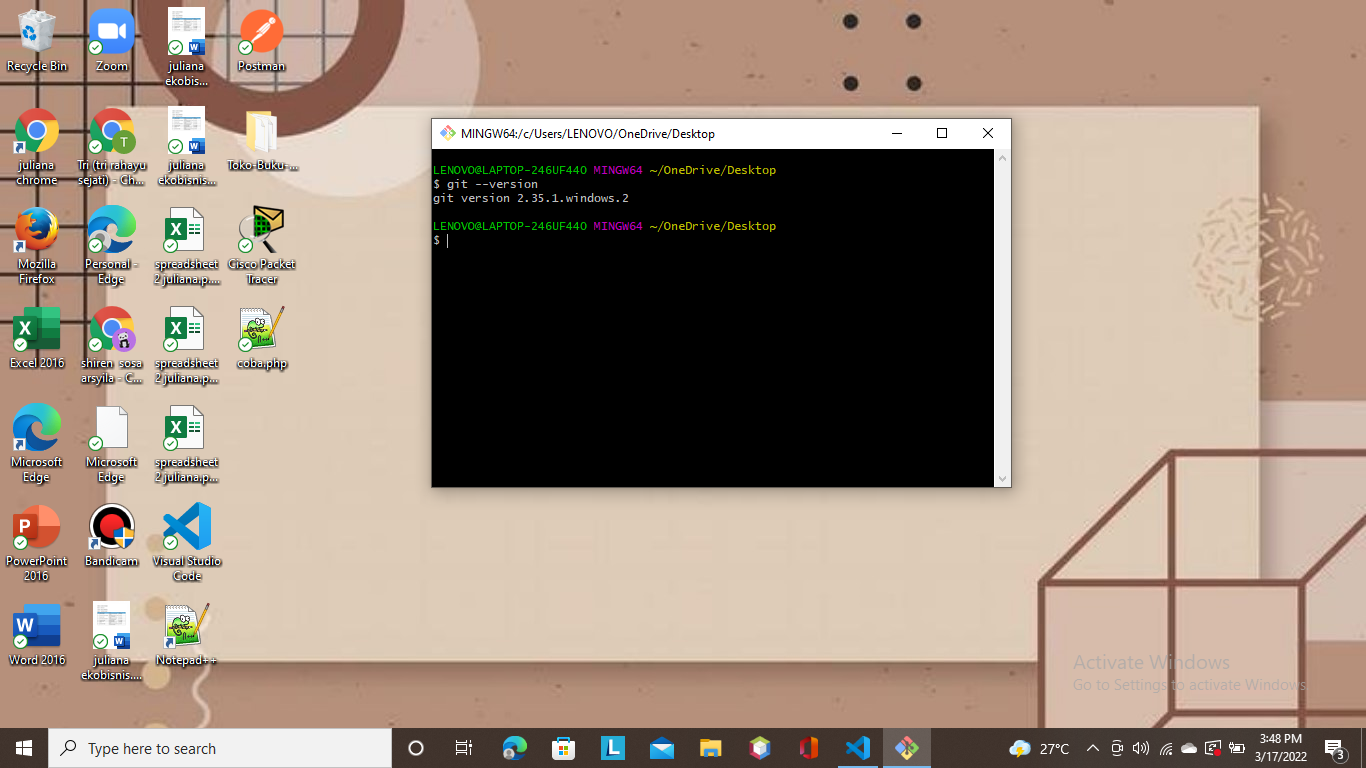 Recycle Bin
Zoom
juliana
ekobis...
Postman
juliana
chrome
Tri (tri rahayu
sejati) - Ch...
juliana
ekobisnis...
Toko-Buku-...
Mozilla
Firefox
Personal -
Edge
spreadsheet
2 juliana.p....
Cisco Packet
Tracer
Excel 2016
shiren sosa
arsyila - C...
spreadsheet
2 juliana.p...
coba.php
Microsoft
Edge
Microsoft
Edge
spreadsheet
2 juliana.p...
PowerPoint
2016
Bandicam
Visual Studio
Code
Word 2016
juliana
ekobisnis....
Notepad++
MINGW64:/c/Users/LENOVO/OneDrive/Desktop
LENOVO@LAPTOP-246UF44O MINGW64 ~/OneDrive/Desktop
$ git --version
git version 2.35.1.windows.2
LENOVO@LAPTOP-246UF44O MINGW64 ~/OneDrive/Desktop
$
Activate Windows
Go to Settings to activate Windows.
Type here to search
27°C
3:48 PM
3/17/2022
3